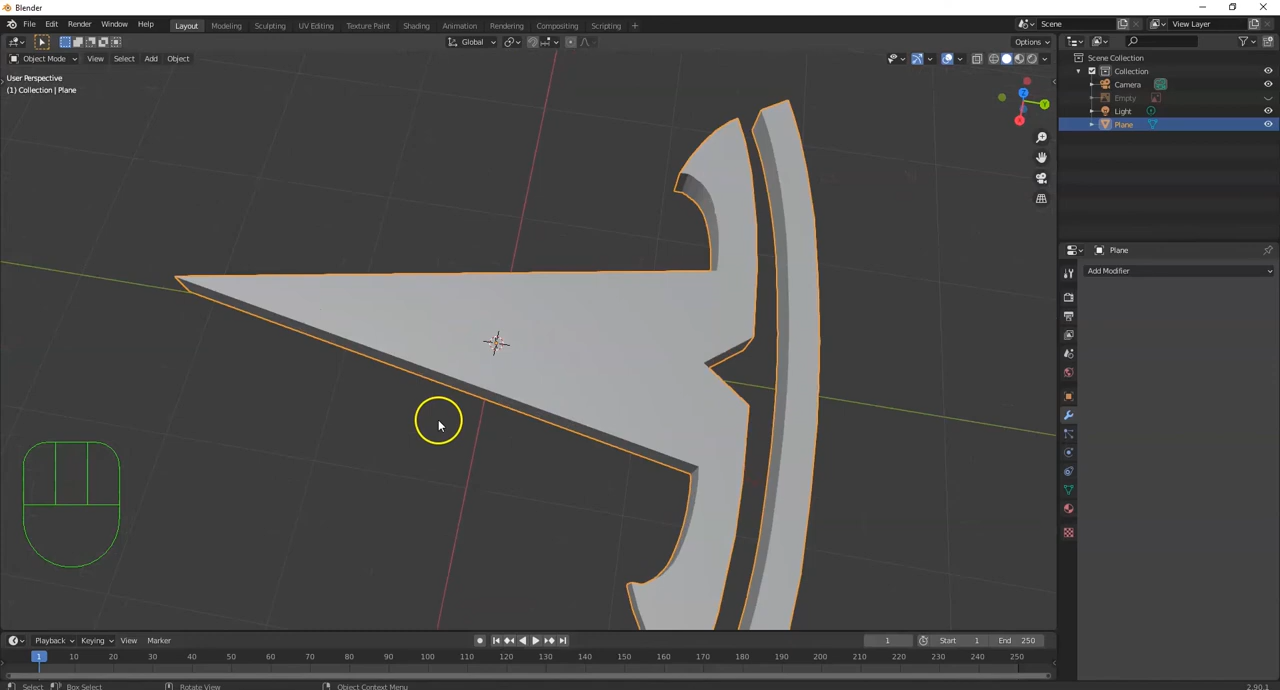 Blender
File Edit Render Window Help Layout Modeling Sculpting UV Editing Texture Paint Shading Animation Rendering Compositing Scripting + Scene View Layer
Global Options
Object Mode View Select Add Object
User Perspective
(1) Collection | Plane
Scene Collection
Collection
Camera
Empty
Light
Plane
Plane
Add Modifier
X
Y
Z
Playback Keying View Marker 1 Start 1 End 250
1 10 20 30 40 50 60 70 80 90 100 110 120 130 140 150 160 170 180 190 200 210 220 230 240 250
Select Box Select Rotate View Object Context Menu 2.90.1